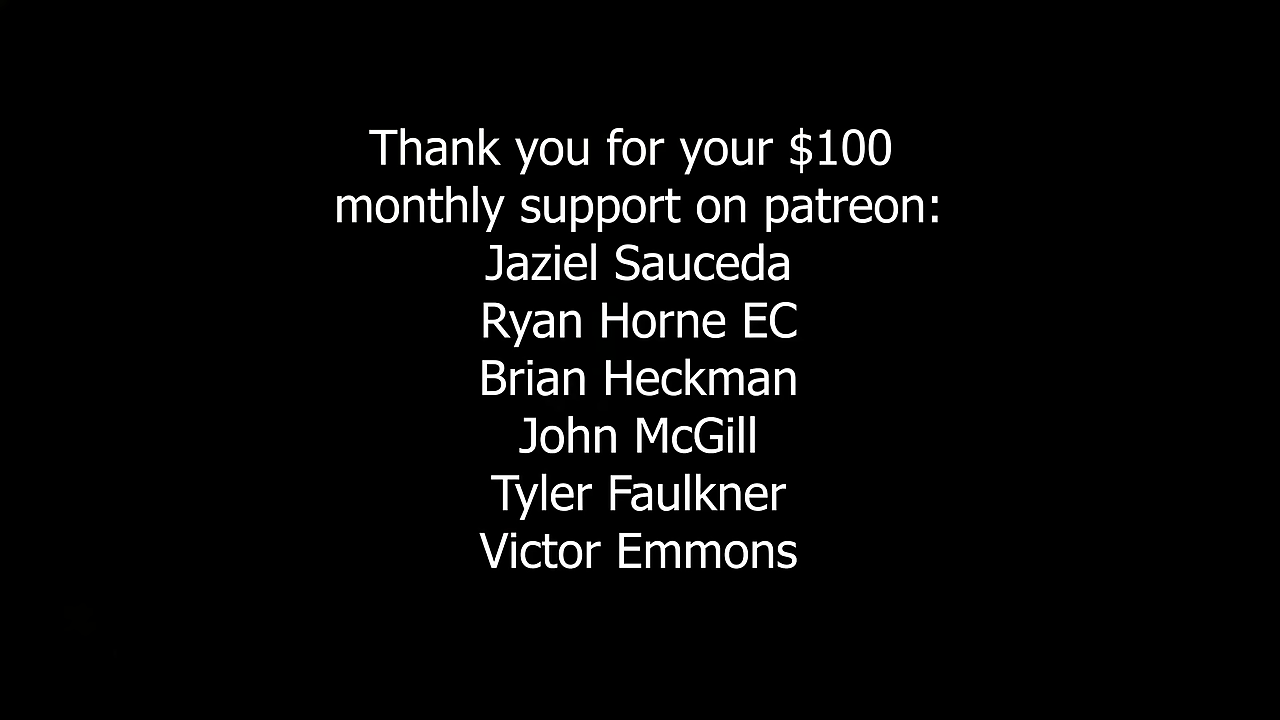 Thank you for your $100
monthly support on patreon:
Jaziel Sauceda
Ryan Horne EC
Brian Heckman
John McGill
Tyler Faulkner
Victor Emmons